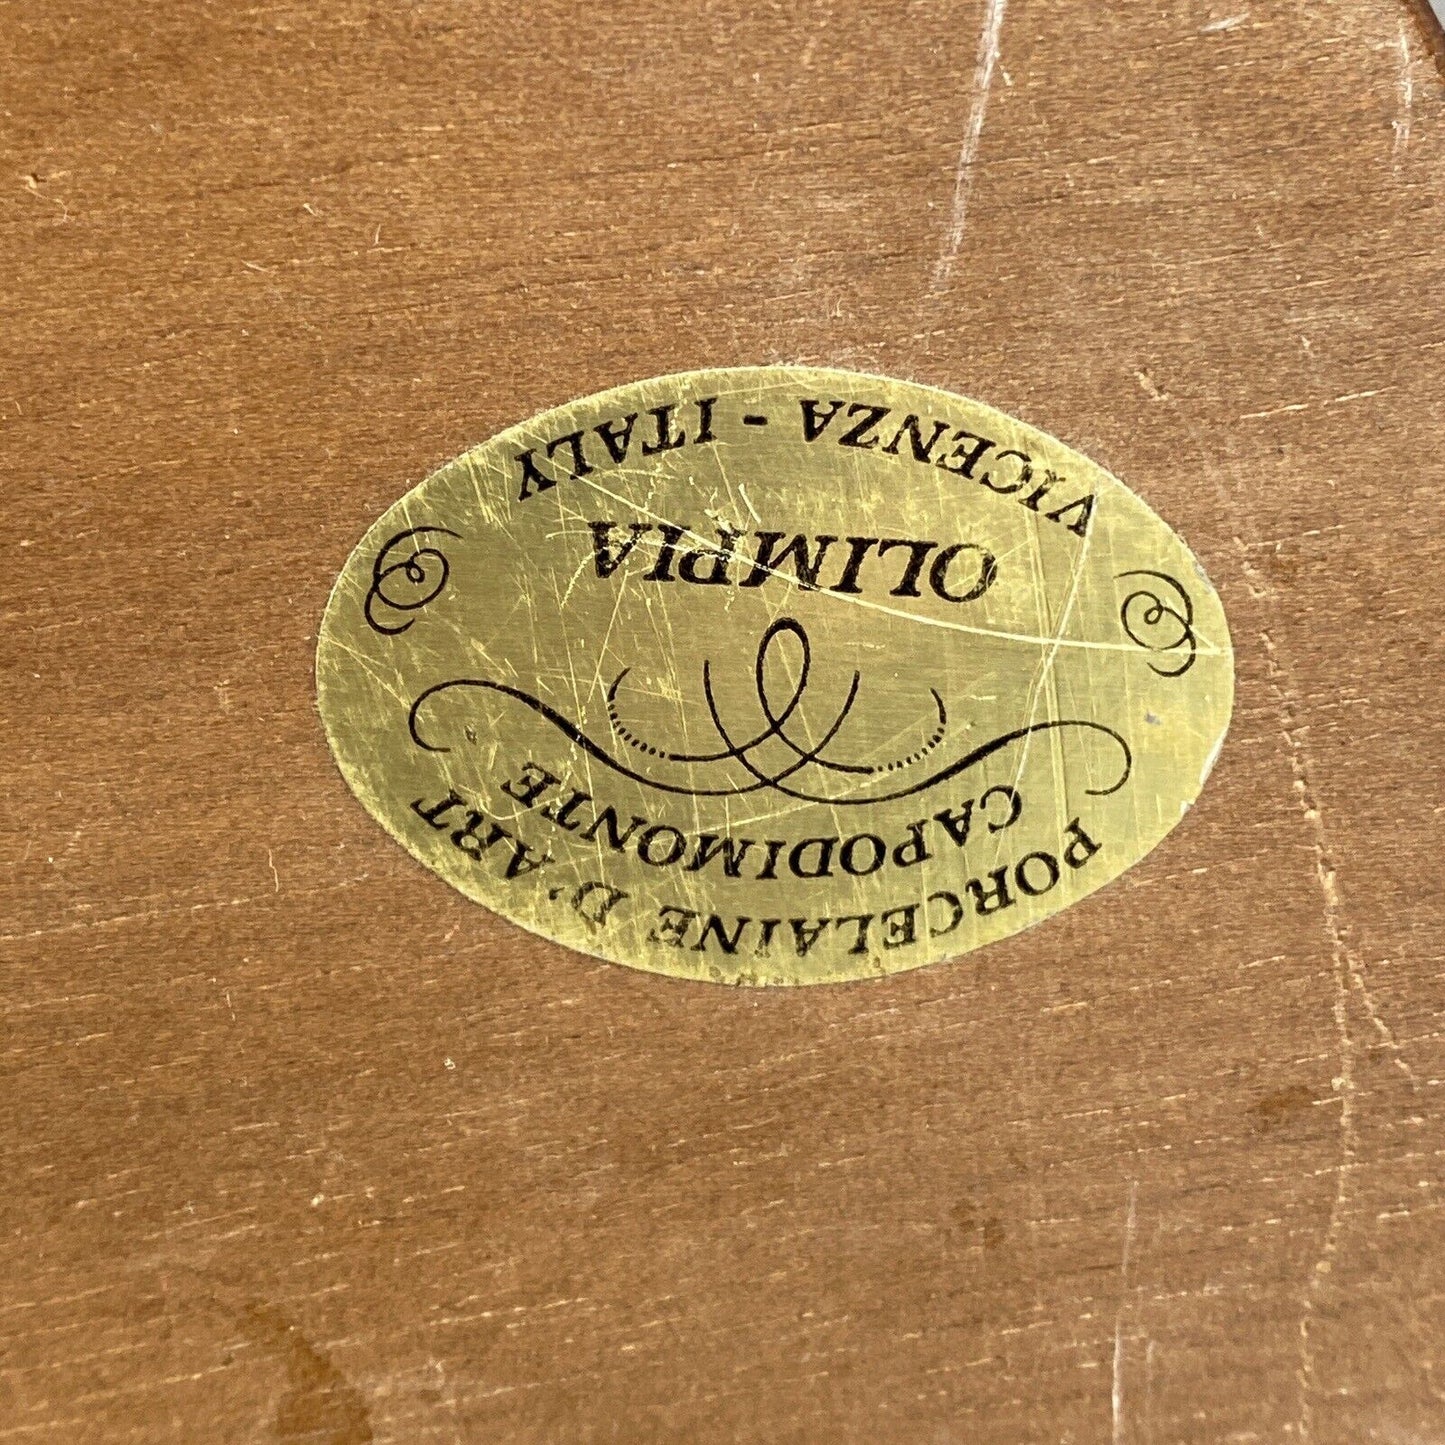 PORCELAINE D'ART
CAPODIMONTE
OLIMPIA
VICENZA - ITALY